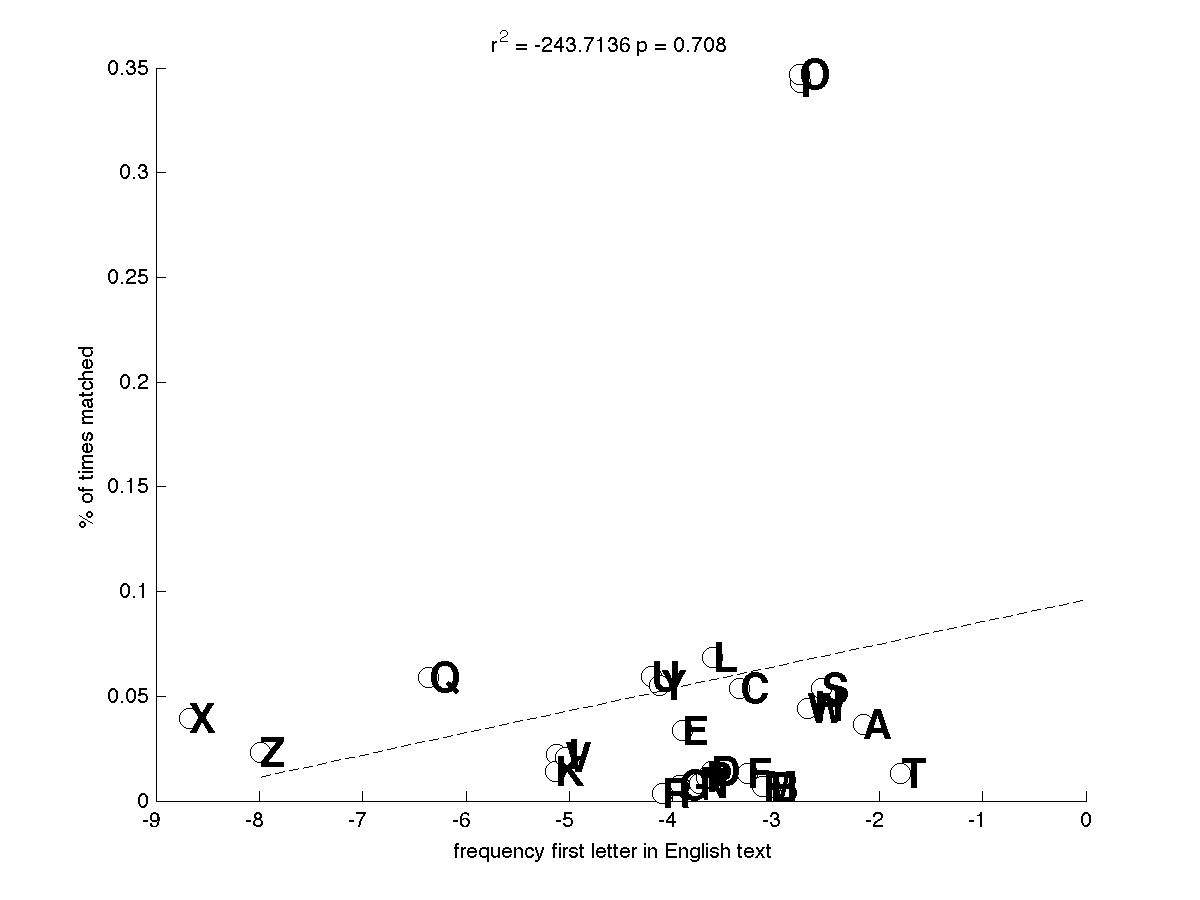 r2 = -243.7136 p = 0.708
0.35
0.3
0.25
0.2
0.15
0.1
0.05
0
% of times matched
O
L
Q
U
Y
C
S
W
X
A
E
Z
V
K
D
F
T
G
B
-9 -8 -7 -6 -5 -4 -3 -2 -1 0
frequency first letter in English text